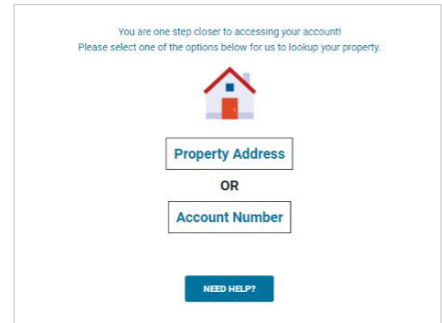 You are one step closer to accessing your account!
Please select one of the options below for us to lookup your property.
Property Address
OR
Account Number
NEED HELP?